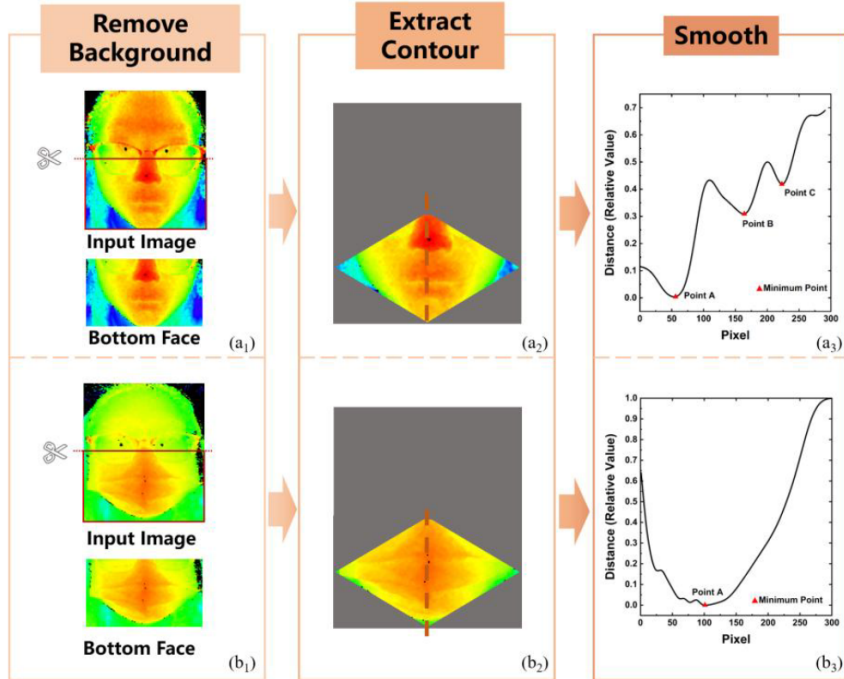 Remove
Background
Extract
Contour
Smooth
Input Image
Bottom Face
(a1)
(a2)
Distance (Relative Value)
0.7
0.6
0.5
0.4
0.3
0.2
0.1
0.0
Point A
Point B
Point C
Minimum Point
0 50 100 150 200 250 300
Pixel
(a3)
Input Image
Bottom Face
(b1)
(b2)
Distance (Relative Value)
1.0
0.9
0.8
0.7
0.6
0.5
0.4
0.3
0.2
0.1
0.0
Point A
Minimum Point
0 50 100 150 200 250 300
Pixel
(b3)